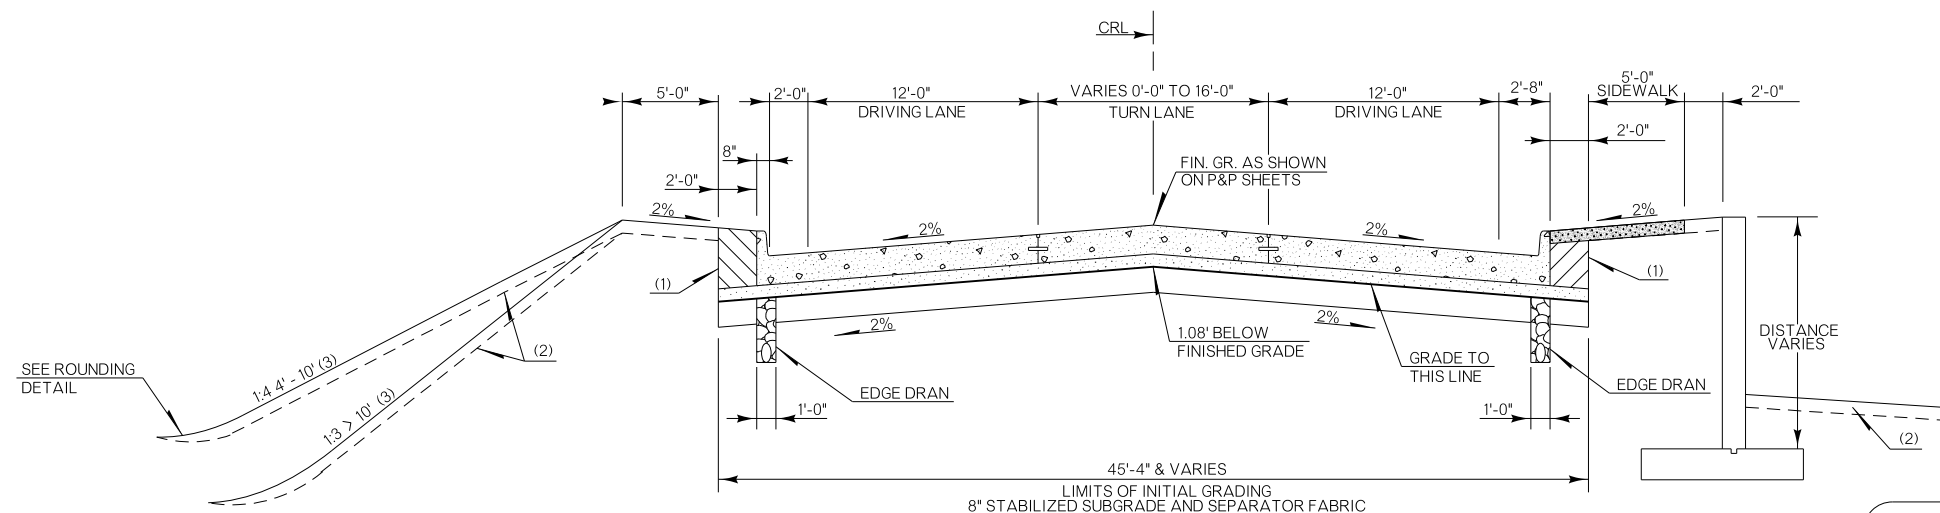 CRL
5'-0"
2'-0"
12'-0"
DRIVING LANE
VARIES 0'-0" TO 16'-0"
TURN LANE
12'-0"
DRIVING LANE
2'-8"
5'-0"
SIDEWALK
2'-0"
8"
2'-0"
2'-0"
FIN. GR. AS SHOWN
ON P&P SHEETS
2%
2%
2%
2%
(1)
(1)
2%
2%
1.08' BELOW
FINISHED GRADE
GRADE TO
THIS LINE
DISTANCE
VARIES
(2)
SEE ROUNDING
DETAIL
1:4 4' - 10' (3)
1:3 > 10' (3)
EDGE DRAN
EDGE DRAN
1'-0"
1'-0"
(2)
45'-4" & VARIES
LIMITS OF INITIAL GRADING
8" STABILIZED SUBGRADE AND SEPARATOR FABRIC